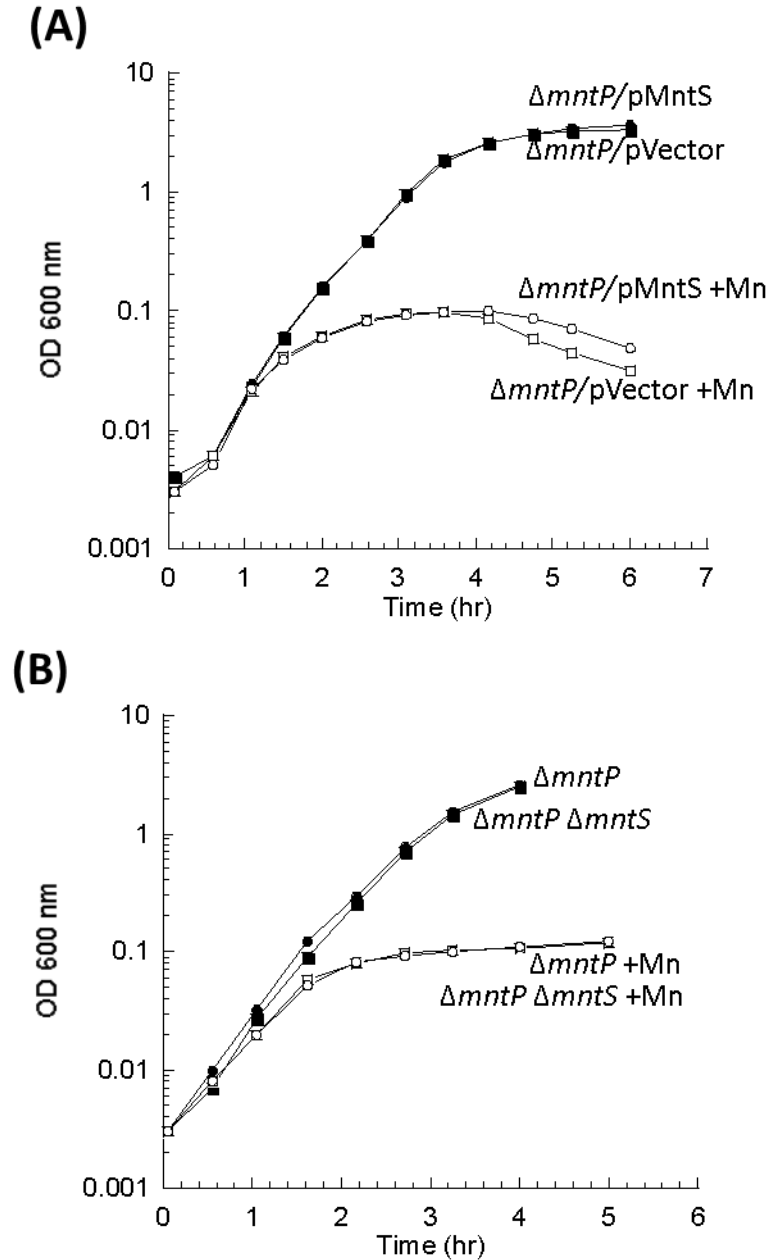 (A)
10
1
0.1
0.01
0.001
OD 600 nm
0 1 2 3 4 5 6 7
Time (hr)
ΔmntP/pMntS
ΔmntP/pVector
ΔmntP/pMntS +Mn
ΔmntP/pVector +Mn
(B)
10
1
0.1
0.01
0.001
OD 600 nm
0 1 2 3 4 5 6
Time (hr)
ΔmntP
ΔmntP ΔmntS
ΔmntP +Mn
ΔmntP ΔmntS +Mn